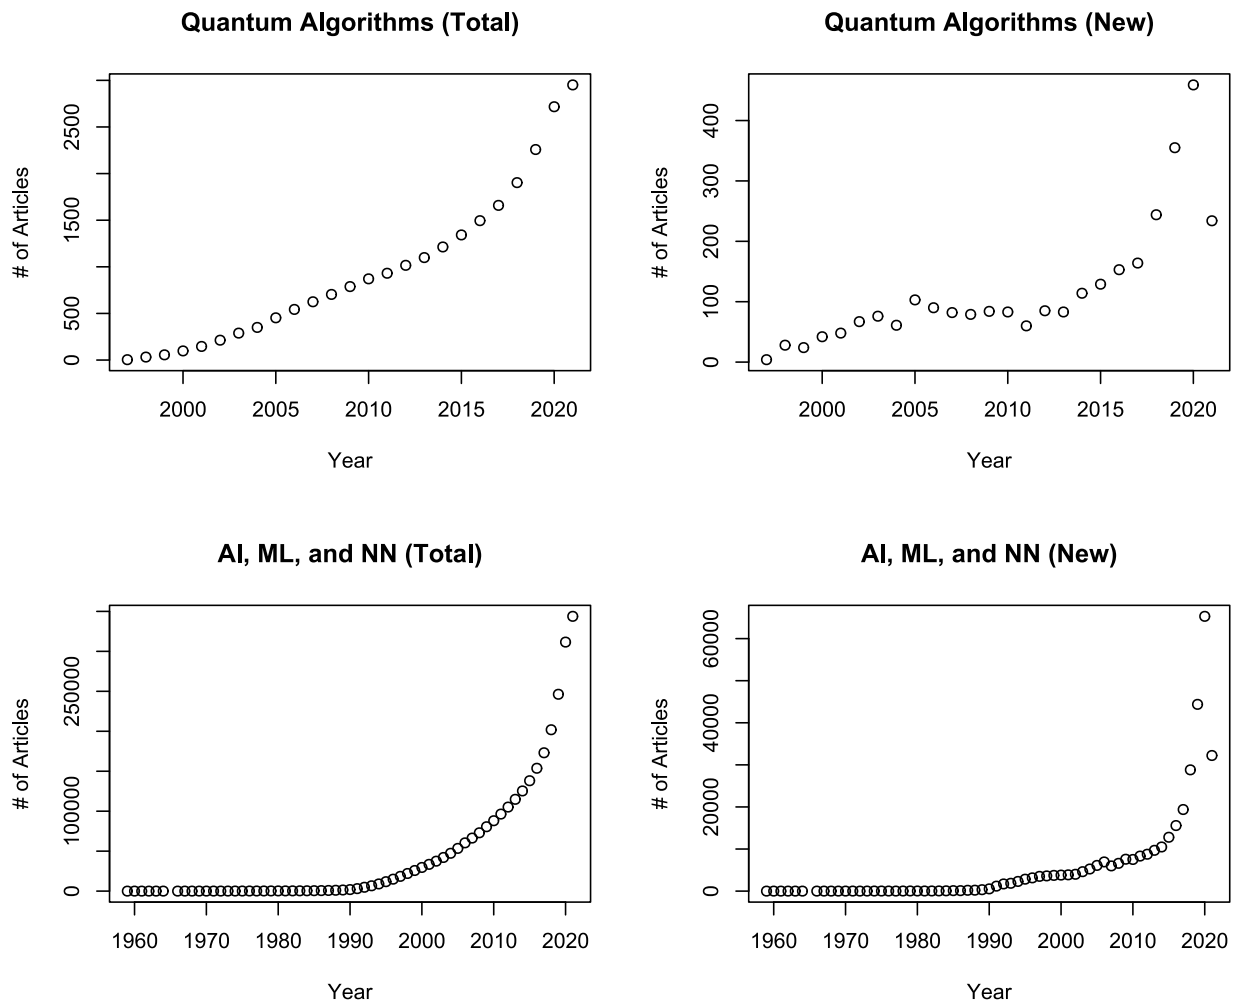 Quantum Algorithms (Total)
# of Articles
2500
1500
500
0
2000 2005 2010 2015 2020
Year
Quantum Algorithms (New)
# of Articles
400
300
200
100
0
2000 2005 2010 2015 2020
Year
AI, ML, and NN (Total)
# of Articles
250000
100000
0
1960 1970 1980 1990 2000 2010 2020
Year
AI, ML, and NN (New)
# of Articles
60000
40000
20000
0
1960 1970 1980 1990 2000 2010 2020
Year